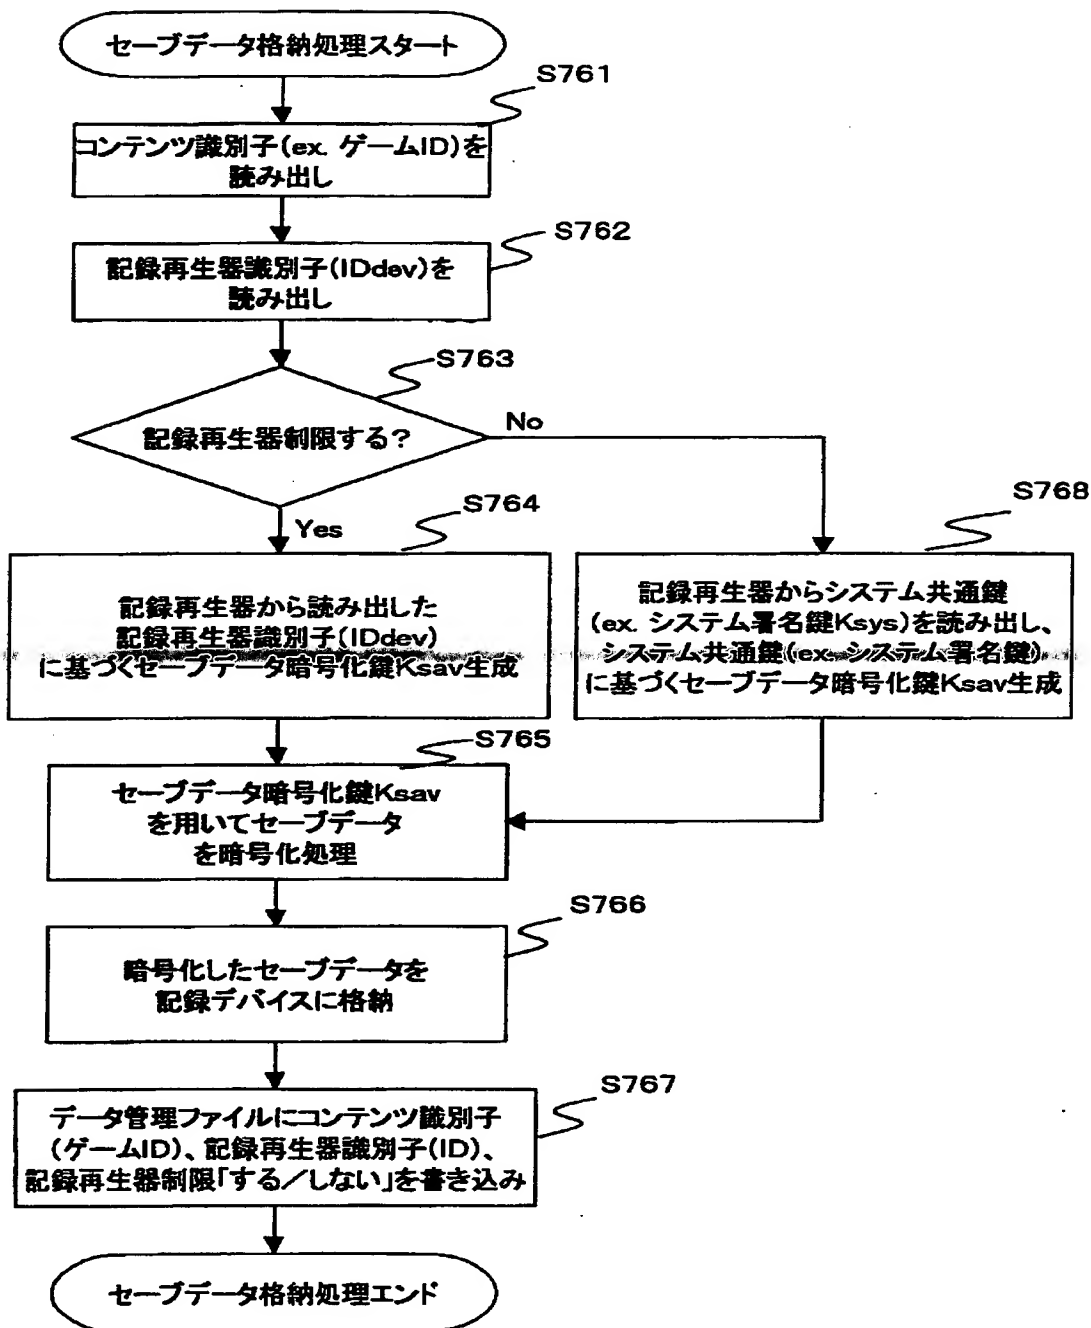 セーブデータ格納処理スタート
S761
コンテンツ識別子(ex. ゲームID)を
読み出し
S762
記録再生器識別子(IDdev)を
読み出し
S763
記録再生器制限する?
No
Yes
S764
記録再生器から読み出した
記録再生器識別子(IDdev)
に基づくセーブデータ暗号化鍵Ksav生成
S768
記録再生器からシステム共通鍵
(ex. システム署名鍵Ksys)を読み出し、
システム共通鍵(ex. システム署名鍵)
に基づくセーブデータ暗号化鍵Ksav生成
S765
セーブデータ暗号化鍵Ksav
を用いてセーブデータ
を暗号化処理
S766
暗号化したセーブデータを
記録デバイスに格納
S767
データ管理ファイルにコンテンツ識別子
(ゲームID)、記録再生器識別子(ID)、
記録再生器制限「する/しない」を書き込み
セーブデータ格納処理エンド